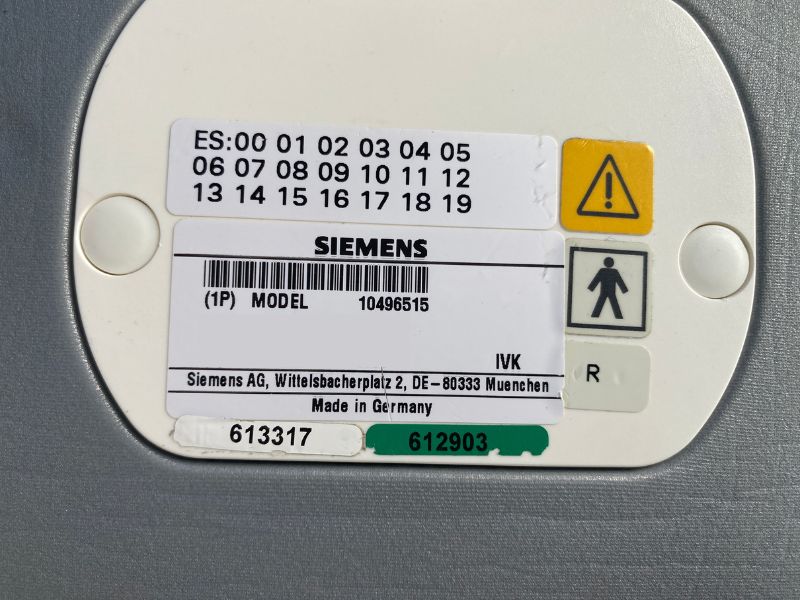 ES:00 01 02 03 04 05
06 07 08 09 10 11 12
13 14 15 16 17 18 19
SIEMENS
(1P) MODEL 10496515
IVK
R
Siemens AG, Wittelsbacherplatz 2, DE-80333 Muenchen
Made in Germany
613317 612903